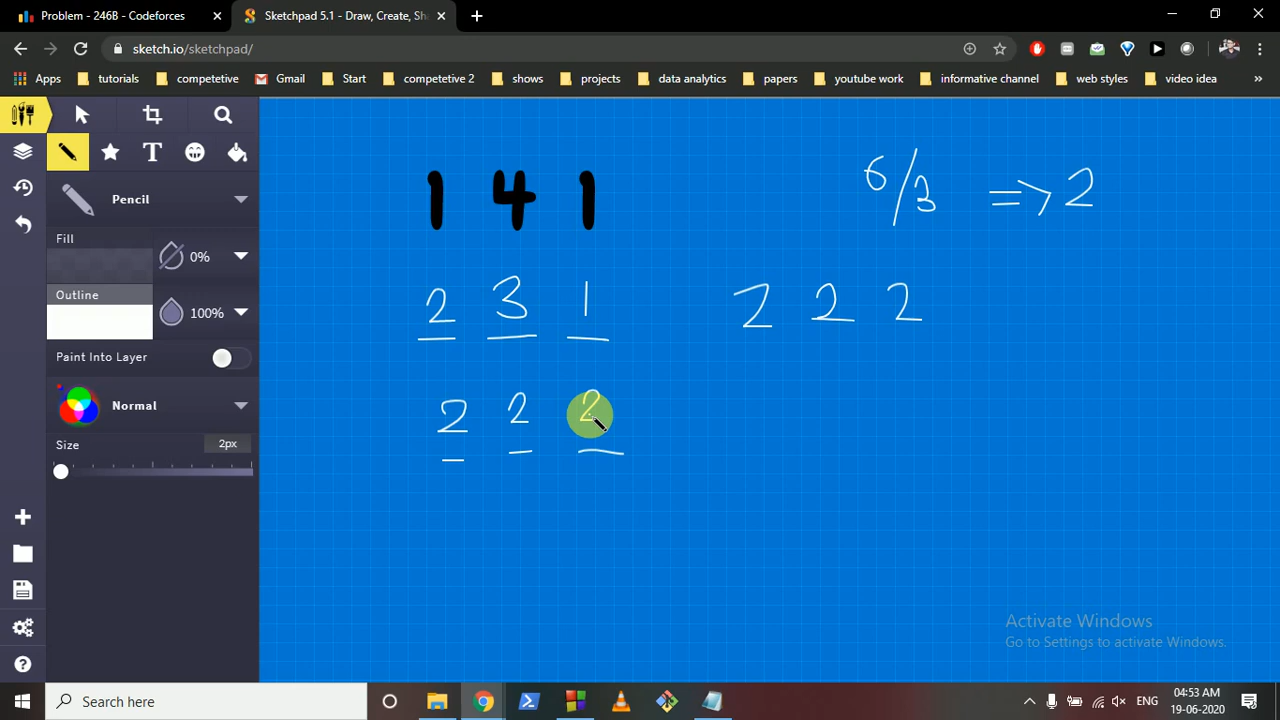 Problem - 246B - Codeforces
Sketchpad 5.1 - Draw, Create, Sh
sketch.io/sketchpad/
Apps tutorials competetive Gmail Start competetive 2 shows projects data analytics papers youtube work informative channel web styles video idea »
Pencil
Fill
0%
Outline
100%
Paint Into Layer
Normal
Size
2px
1 4 1
6/3 => 2
2 3 1
2 2 2
2 2 2
Activate Windows
Go to Settings to activate Windows.
Search here
ENG
04:53 AM
19-06-2020